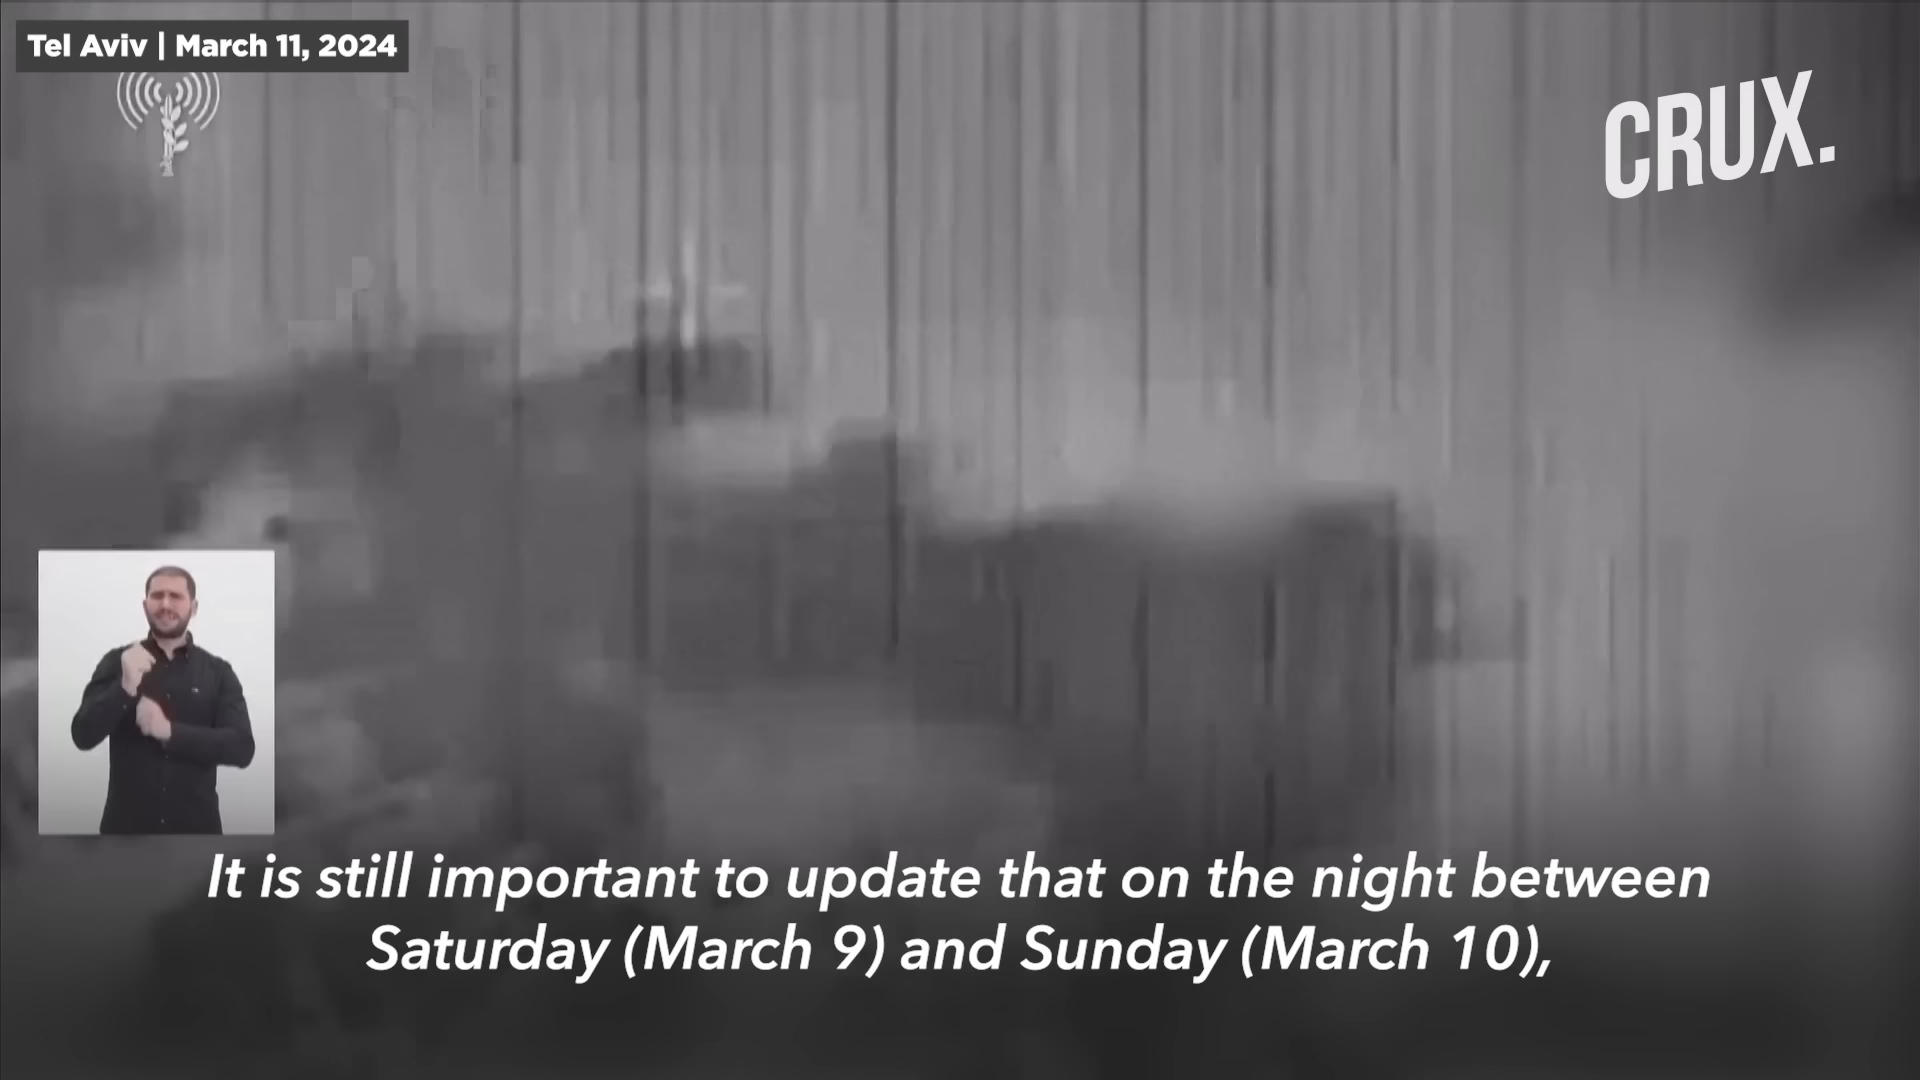 Tel Aviv | March 11, 2024
CRUX.
It is still important to update that on the night between
Saturday (March 9) and Sunday (March 10),